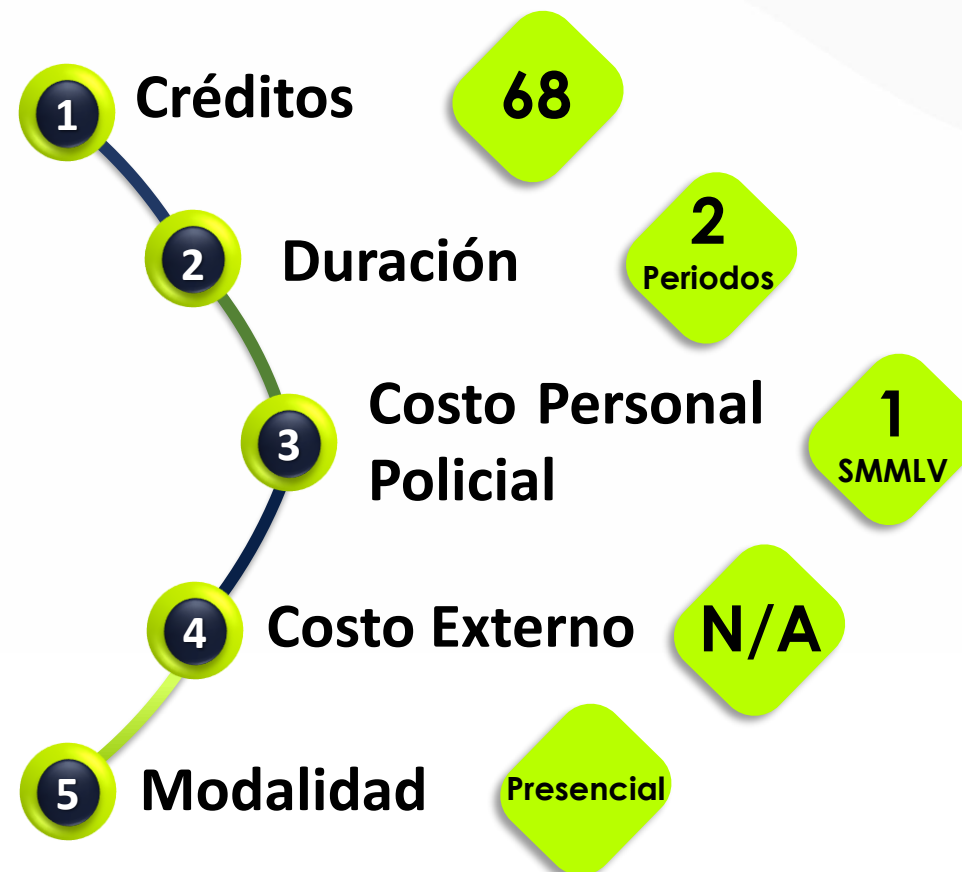 1
Créditos
68
2
Duración
2
Periodos
3
Costo Personal
Policial
1
SMMLV
4
Costo Externo
N/A
5
Modalidad
Presencial